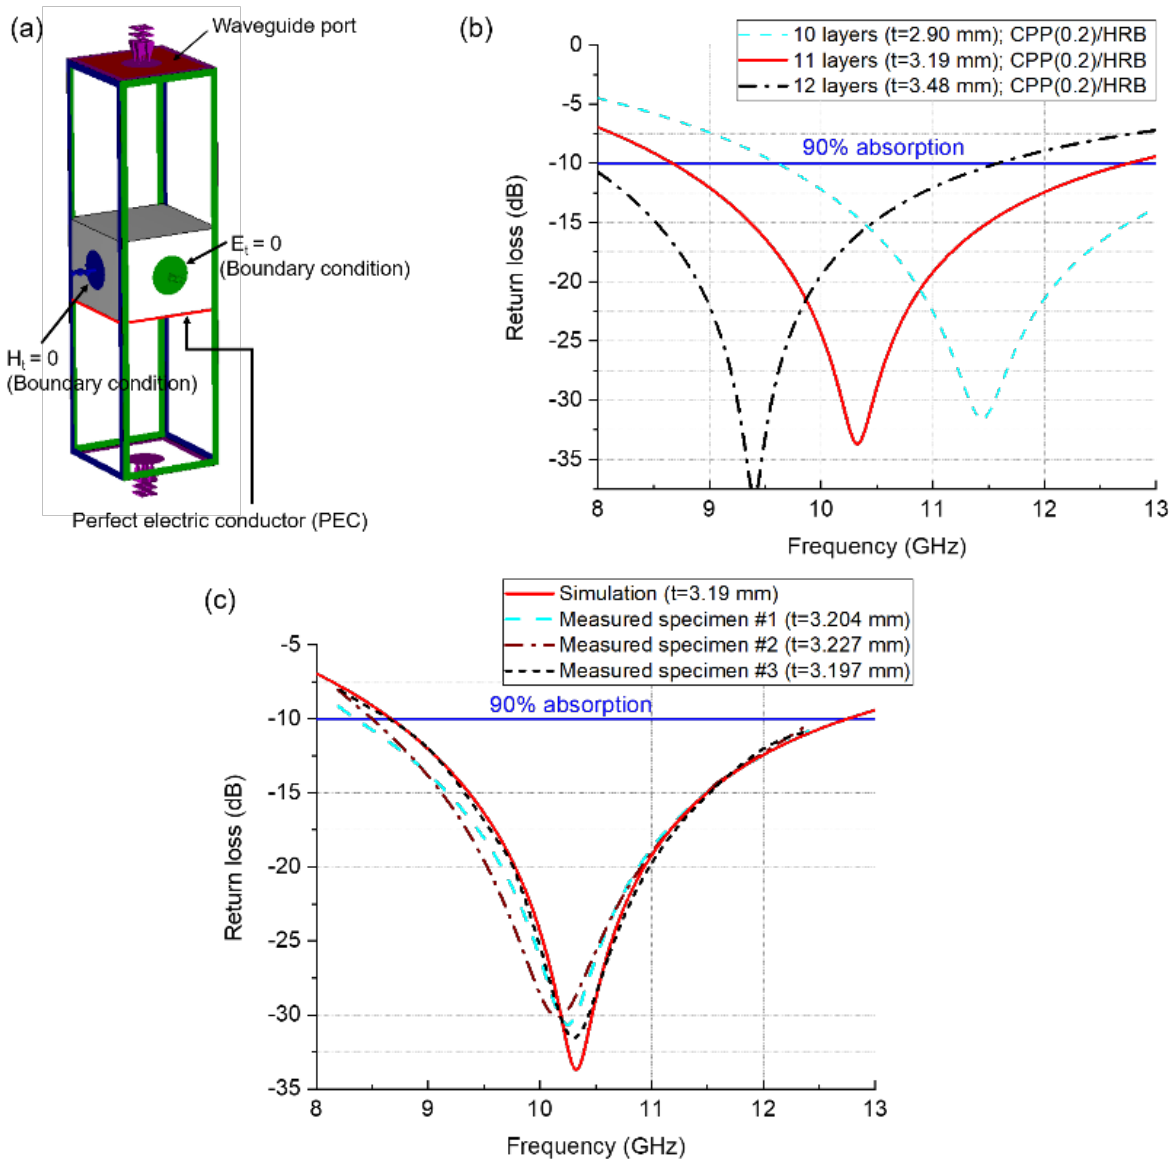 (a)
Waveguide port
Eₜ = 0
(Boundary condition)
Hₜ = 0
(Boundary condition)
Perfect electric conductor (PEC)
(b)
10 layers (t=2.90 mm); CPP(0.2)/HRB
11 layers (t=3.19 mm); CPP(0.2)/HRB
12 layers (t=3.48 mm); CPP(0.2)/HRB
90% absorption
0
-5
-10
-15
-20
-25
-30
-35
Return loss (dB)
8 9 10 11 12 13
Frequency (GHz)
(c)
Simulation (t=3.19 mm)
Measured specimen #1 (t=3.204 mm)
Measured specimen #2 (t=3.227 mm)
Measured specimen #3 (t=3.197 mm)
90% absorption
-5
-10
-15
-20
-25
-30
-35
Return loss (dB)
8 9 10 11 12 13
Frequency (GHz)